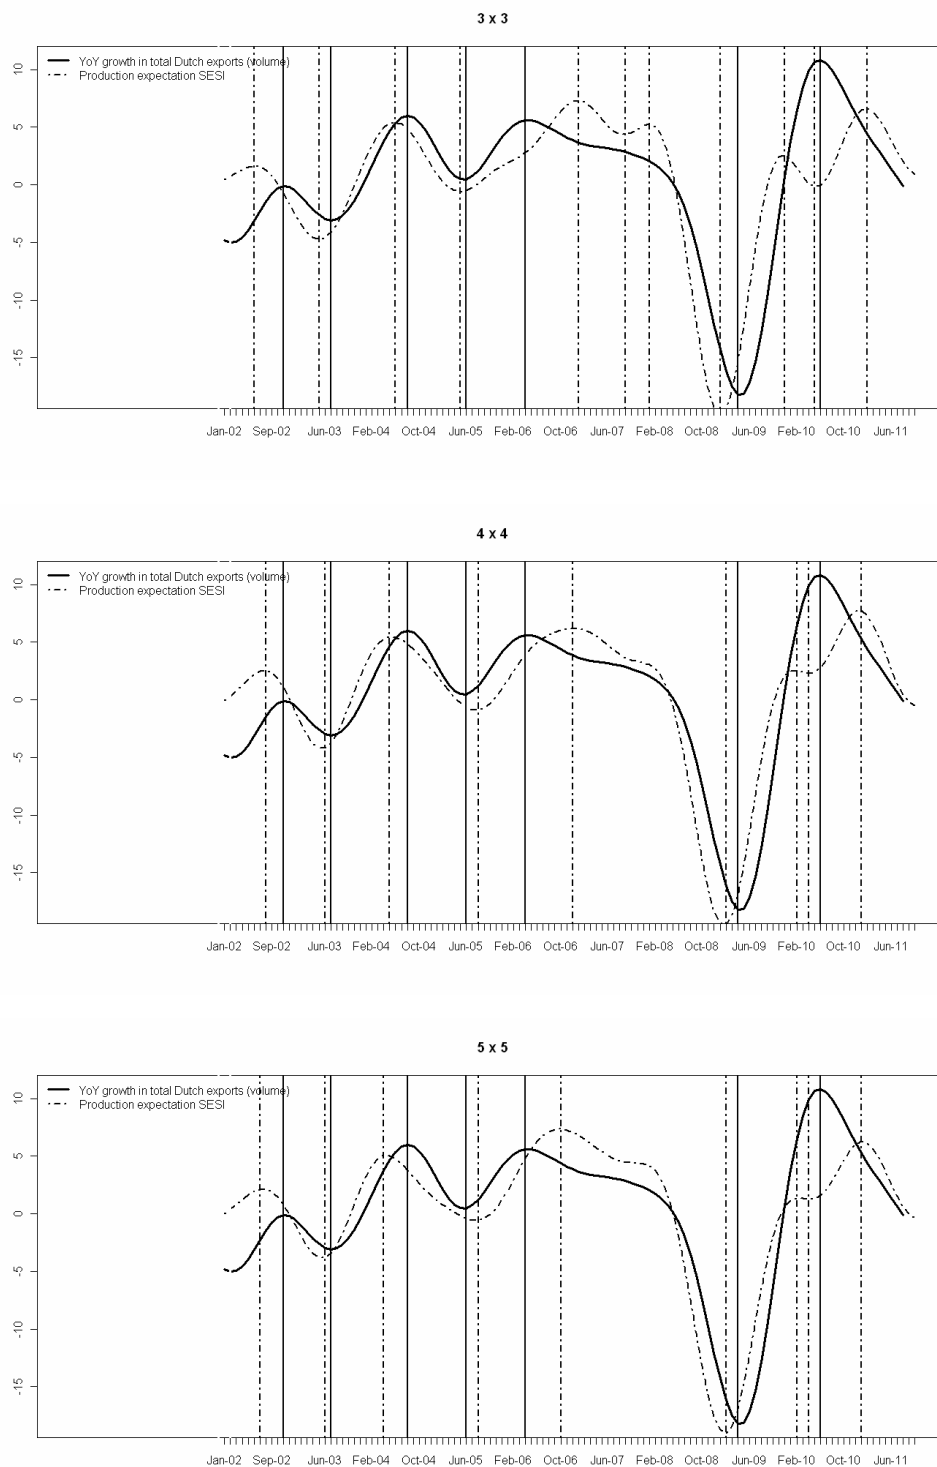 3 x 3
YoY growth in total Dutch exports (volume)
Production expectation SESI
10
5
0
-5
-10
-15
Jan-02 Sep-02 Jun-03 Feb-04 Oct-04 Jun-05 Feb-06 Oct-06 Jun-07 Feb-08 Oct-08 Jun-09 Feb-10 Oct-10 Jun-11
4 x 4
YoY growth in total Dutch exports (volume)
Production expectation SESI
10
5
0
-5
-10
-15
Jan-02 Sep-02 Jun-03 Feb-04 Oct-04 Jun-05 Feb-06 Oct-06 Jun-07 Feb-08 Oct-08 Jun-09 Feb-10 Oct-10 Jun-11
5 x 5
YoY growth in total Dutch exports (volume)
Production expectation SESI
10
5
0
-5
-10
-15
Jan-02 Sep-02 Jun-03 Feb-04 Oct-04 Jun-05 Feb-06 Oct-06 Jun-07 Feb-08 Oct-08 Jun-09 Feb-10 Oct-10 Jun-11